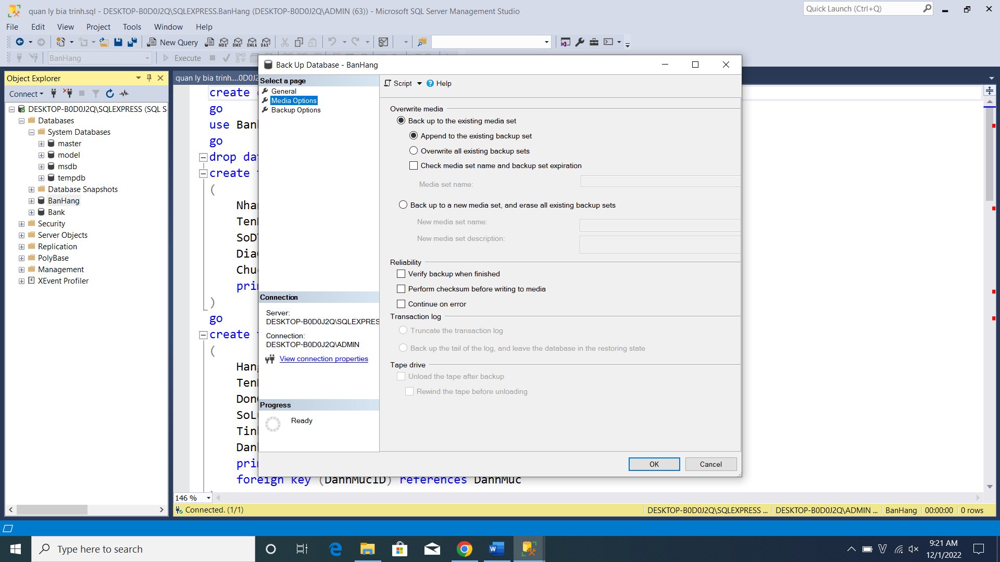 quan ly bia trinh.sql - DESKTOP-B0D0J2Q\SQLEXPRESS.BanHang (DESKTOP-B0D0J2Q\ADMIN (63)) - Microsoft SQL Server Management Studio
Quick Launch (Ctrl+Q)
File Edit View Project Tools Window Help
New Query MDX DMX XMLA DAX
BanHang Execute
Object Explorer
Connect
DESKTOP-B0D0J2Q\SQLEXPRESS (SQL S
Databases
System Databases
master
model
msdb
tempdb
Database Snapshots
BanHang
Bank
Security
Server Objects
Replication
PolyBase
Management
XEvent Profiler
quan ly bia trinh....0D0J2
create
go
use Ban
go
drop da
create
(
Nha
Ten
SoD
Dia
Chu
pri
)
go
create
(
Han
Ten
Don
SoL
Tin
Dan
pri
foreign key (DanhMucID) references DanhMuc
146 %
Back Up Database - BanHang
Select a page
General
Media Options
Backup Options
Connection
Server:
DESKTOP-B0D0J2Q\SQLEXPRES
Connection:
DESKTOP-B0D0J2Q\ADMIN
View connection properties
Progress
Ready
Script Help
Overwrite media
Back up to the existing media set
Append to the existing backup set
Overwrite all existing backup sets
Check media set name and backup set expiration
Media set name:
Back up to a new media set, and erase all existing backup sets
New media set name:
New media set description:
Reliability
Verify backup when finished
Perform checksum before writing to media
Continue on error
Transaction log
Truncate the transaction log
Back up the tail of the log, and leave the database in the restoring state
Tape drive
Unload the tape after backup
Rewind the tape before unloading
OK Cancel
Connected. (1/1) DESKTOP-B0D0J2Q\SQLEXPRESS ... DESKTOP-B0D0J2Q\ADMIN ... BanHang 00:00:00 0 rows
Type here to search
9:21 AM
12/1/2022